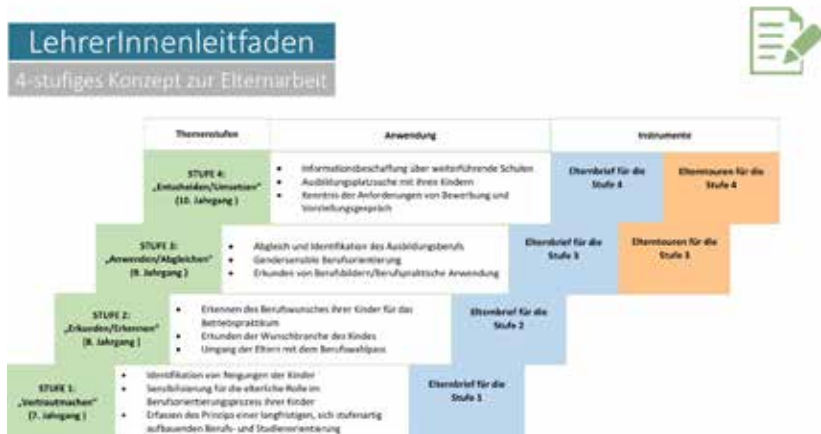 LehrerInnenleitfaden
4-stufiges Konzept zur Elternarbeit
Themenstufen
Anwendung
Instrumente
STUFE 4:
„Entscheiden/Umsetzen“
(10. Jahrgang )
• Informationsbeschaffung über weiterführende Schulen
• Ausbildungsplatzsuche mit ihren Kindern
• Kenntnis der Anforderungen von Bewerbung und
Vorstellungsgespräch
Elternbrief für die
Stufe 4
Elterntouren für die
Stufe 4
STUFE 3:
„Anwenden/Abgleichen“
(9. Jahrgang )
• Abgleich und Identifikation des Ausbildungsberufs
• Gendersensible Berufsorientierung
• Erkunden von Berufsbildern/Berufspraktische Anwendung
Elternbrief für die
Stufe 3
Elterntouren für die
Stufe 3
STUFE 2:
„Erkunden/Erkennen“
(8. Jahrgang )
• Erkennen des Berufswunsches ihrer Kinder für das
Betriebspraktikum
• Erkunden der Wunschbranche des Kindes
• Umgang der Eltern mit dem Berufswahlpass
Elternbrief für die
Stufe 2
STUFE 1:
„Vertrautmachen“
(7. Jahrgang )
• Identifikation von Neigungen der Kinder
• Sensibilisierung für die elterliche Rolle im
Berufsorientierungsprozess ihrer Kinder
• Erfassen des Prinzips einer langfristigen, sich stufenartig
aufbauenden Berufs- und Studienorientierung
Elternbrief für die
Stufe 1